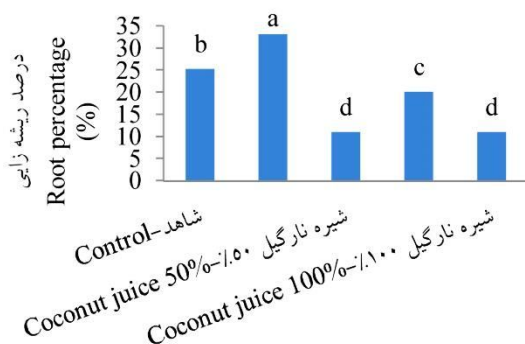 درصد ریشه زایی
Root percentage
(%)
35
30
25
20
15
10
5
0
b
a
d
c
d
Control-شاهد
Coconut juice 50%-٪۵۰ شیره نارگیل
Coconut juice 100%-٪۱۰۰ شیره نارگیل